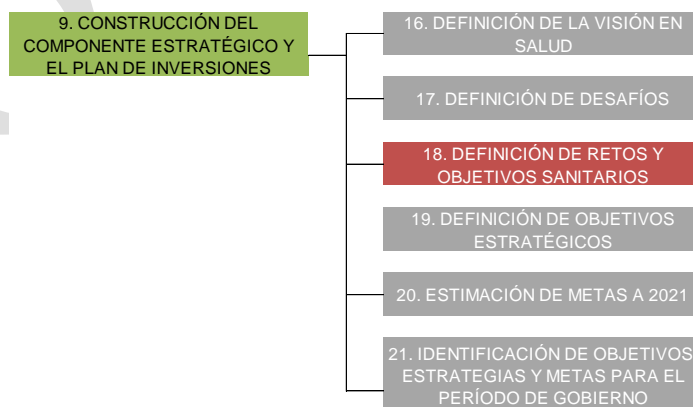 9. CONSTRUCCIÓN DEL
COMPONENTE ESTRATÉGICO Y
EL PLAN DE INVERSIONES
16. DEFINICIÓN DE LA VISIÓN EN
SALUD
17. DEFINICIÓN DE DESAFÍOS
18. DEFINICIÓN DE RETOS Y
OBJETIVOS SANITARIOS
19. DEFINICIÓN DE OBJETIVOS
ESTRATÉGICOS
20. ESTIMACIÓN DE METAS A 2021
21. IDENTIFICACIÓN DE OBJETIVOS
ESTRATEGIAS Y METAS PARA EL
PERÍODO DE GOBIERNO